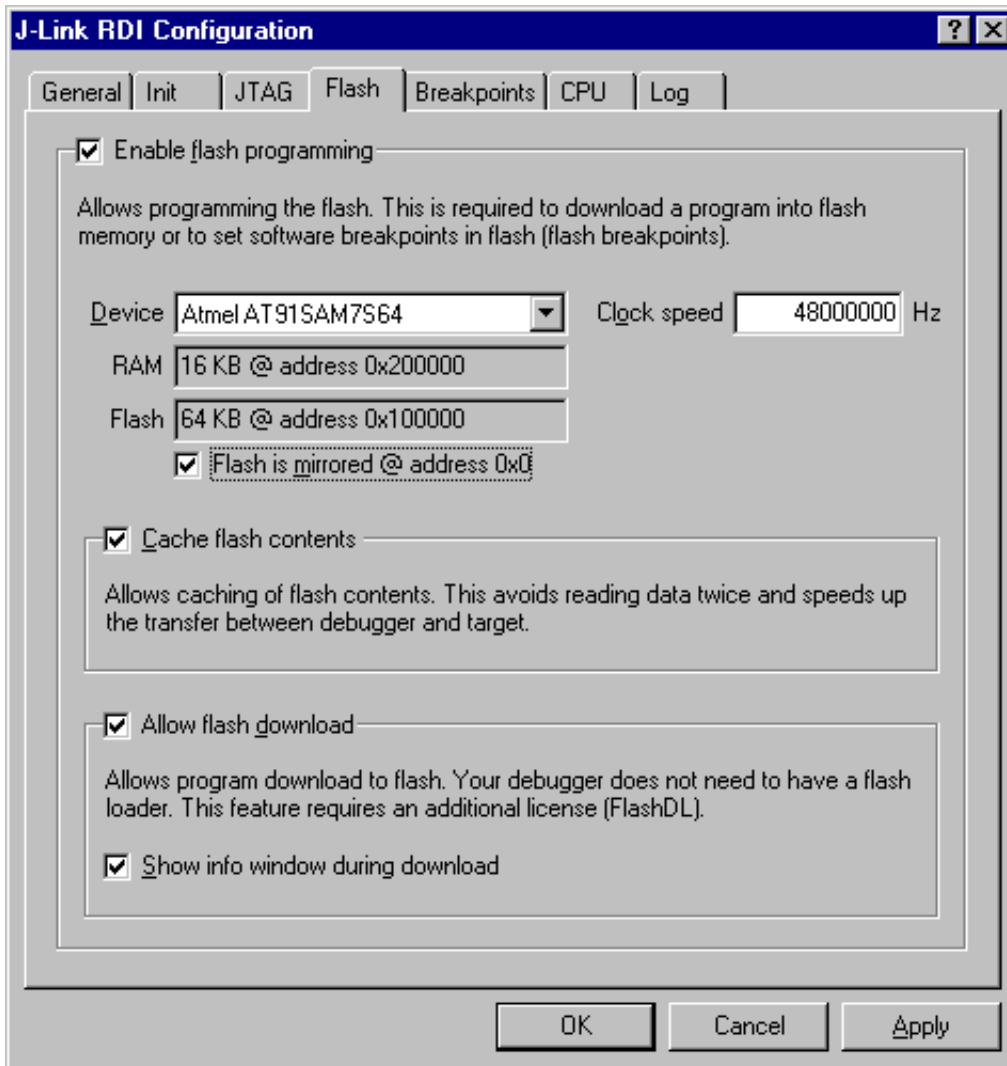 J-Link RDI Configuration
General Init JTAG Flash Breakpoints CPU Log
Enable flash programming
Allows programming the flash. This is required to download a program into flash
memory or to set software breakpoints in flash (flash breakpoints).
Device Atmel AT91SAM7S64 Clock speed 48000000 Hz
RAM 16 KB @ address 0x200000
Flash 64 KB @ address 0x100000
Flash is mirrored @ address 0x0
Cache flash contents
Allows caching of flash contents. This avoids reading data twice and speeds up
the transfer between debugger and target.
Allow flash download
Allows program download to flash. Your debugger does not need to have a flash
loader. This feature requires an additional license (FlashDL).
Show info window during download
OK Cancel Apply